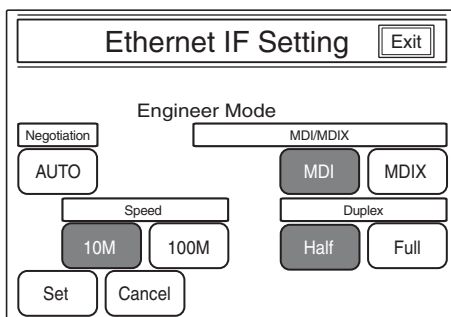 Ethernet IF Setting Exit
Engineer Mode
Negotiation MDI/MDIX
AUTO MDI MDIX
Speed Duplex
10M 100M Half Full
Set Cancel